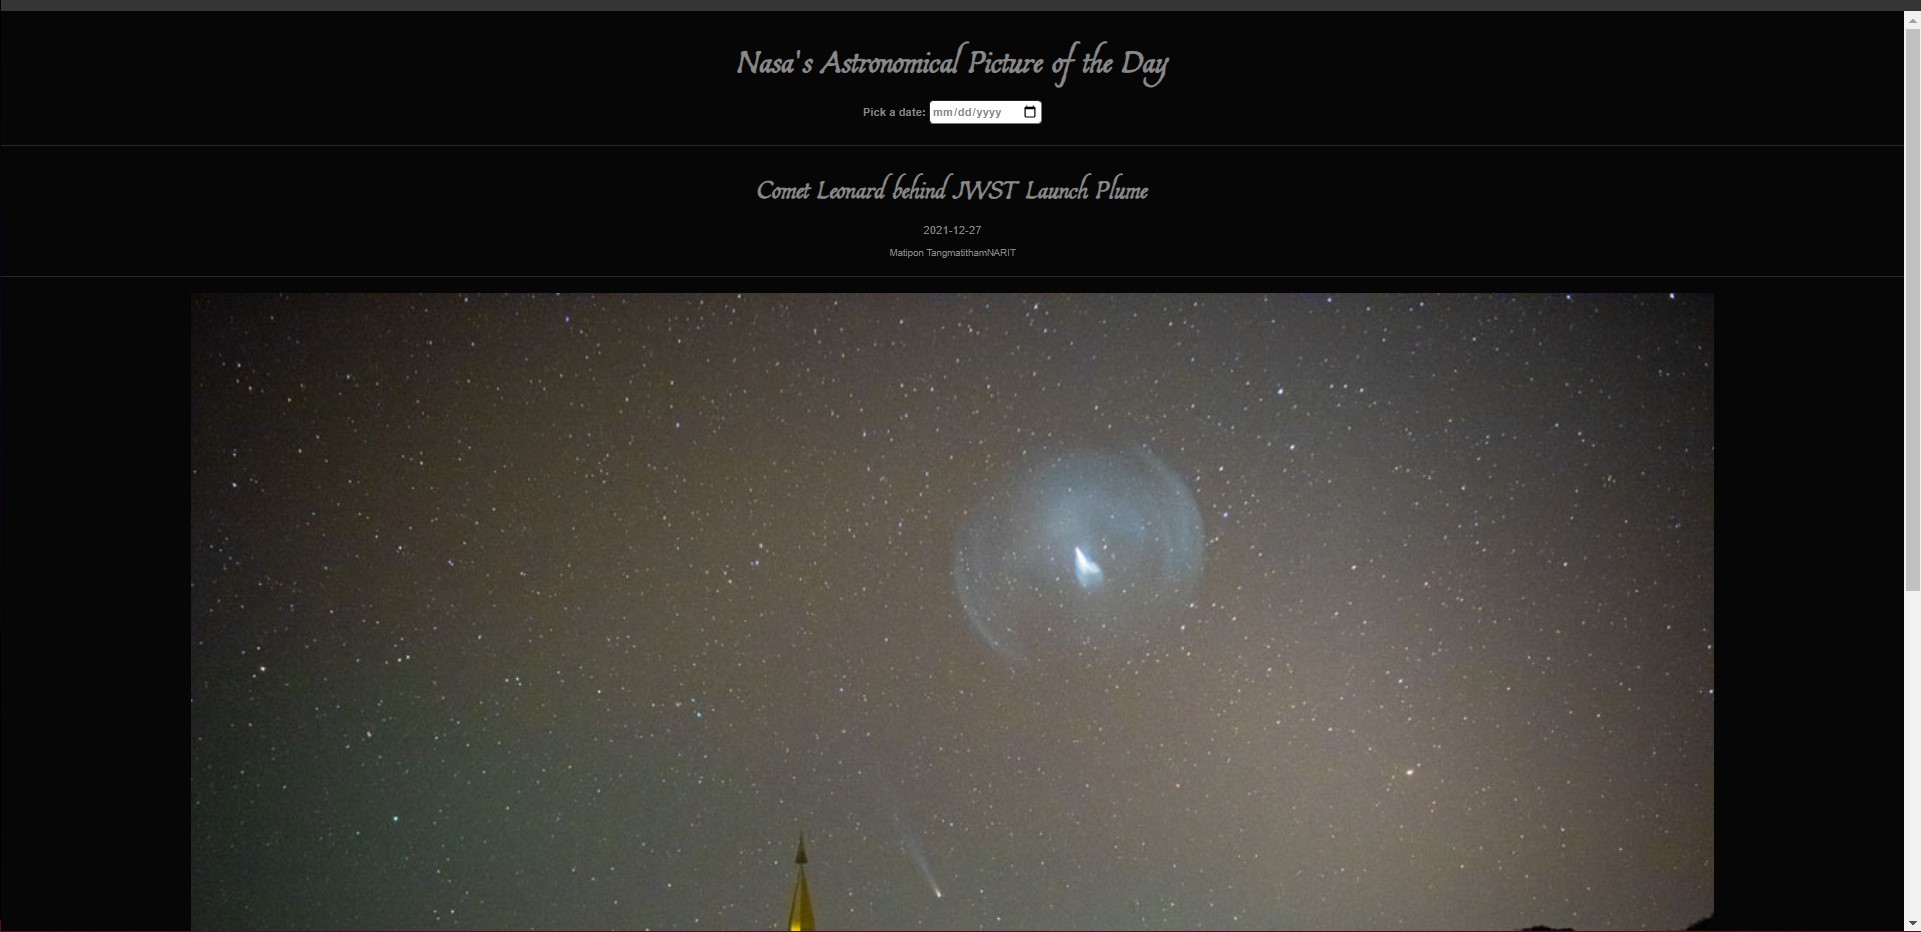 Nasa's Astronomical Picture of the Day
Pick a date: mm/dd/yyyy
Comet Leonard behind JWST Launch Plume
2021-12-27
Matipon TangmatithamNARIT